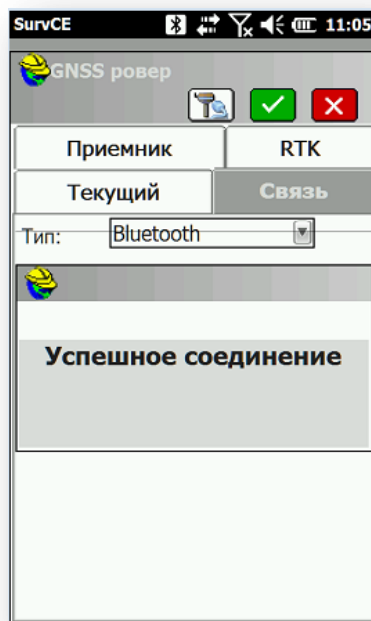 SurvCE 11:05
GNSS ровер
Приемник RTK
Текущий Связь
Тип: Bluetooth
Успешное соединение